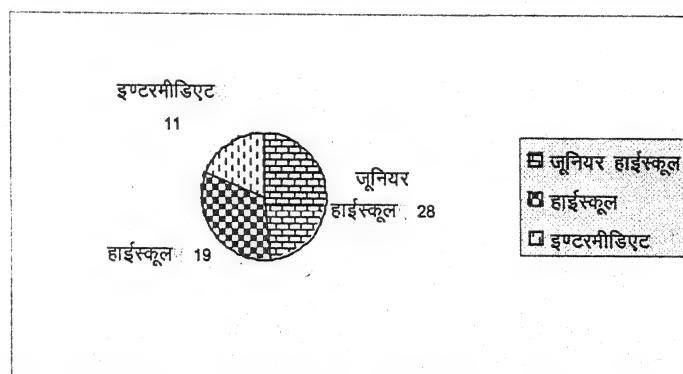 इण्टरमीडिएट
11
जूनियर
हाईस्कूल 28
हाईस्कूल 19
जूनियर हाईस्कूल
हाईस्कूल
इण्टरमीडिएट